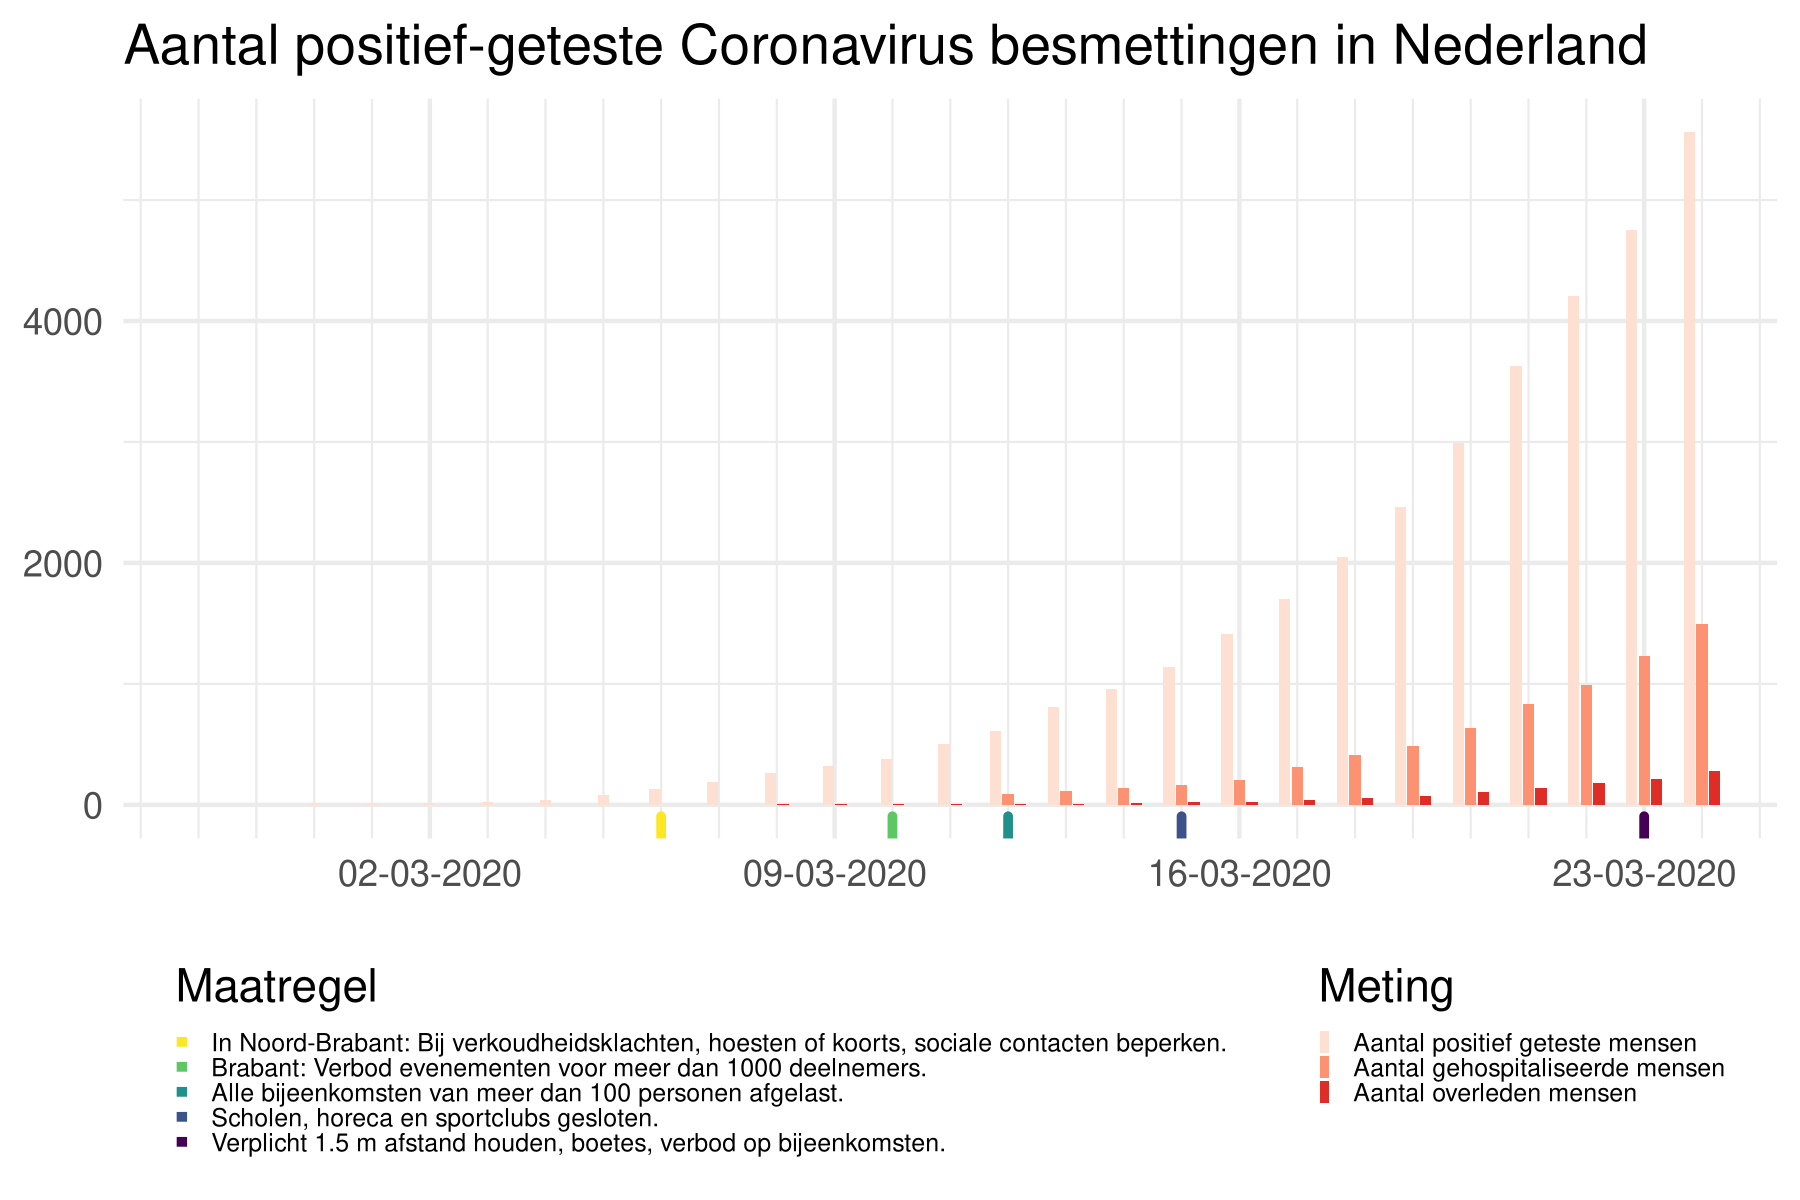 Aantal positief-geteste Coronavirus besmettingen in Nederland
4000
2000
0
02-03-2020 09-03-2020 16-03-2020 23-03-2020
Maatregel
In Noord-Brabant: Bij verkoudheidsklachten, hoesten of koorts, sociale contacten beperken.
Brabant: Verbod evenementen voor meer dan 1000 deelnemers.
Alle bijeenkomsten van meer dan 100 personen afgelast.
Scholen, horeca en sportclubs gesloten.
Verplicht 1.5 m afstand houden, boetes, verbod op bijeenkomsten.
Meting
Aantal positief geteste mensen
Aantal gehospitaliseerde mensen
Aantal overleden mensen